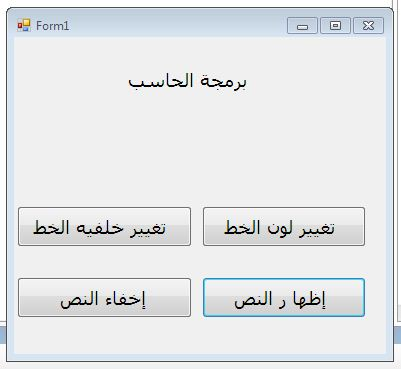 Form1
برمجة الحاسب
تغيير لون الخط
تغيير خلفيه الخط
إظها ر النص
إخفاء النص